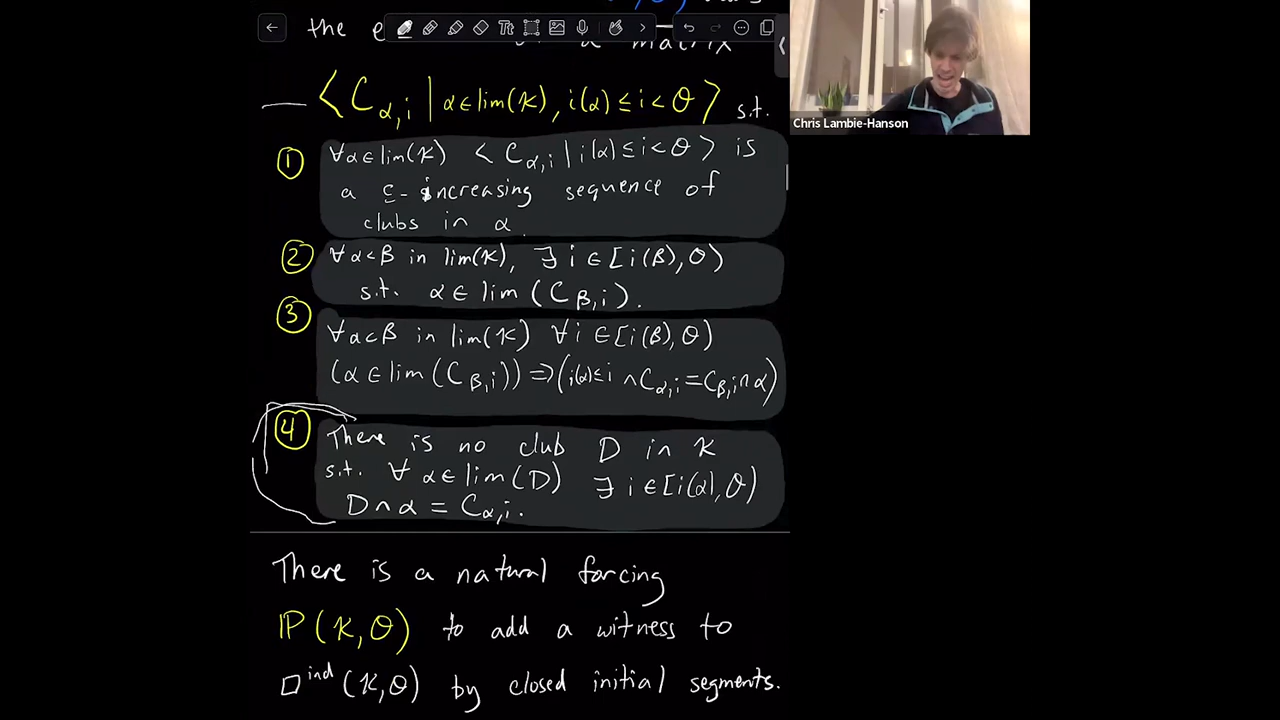 the e
a matrix
⟨C_{α,i} | α∈lim(κ), i(α) ≤ i < θ⟩ s.t.
① ∀α∈lim(κ) ⟨C_{α,i} | i(α) ≤ i < θ⟩ is
a ⊆-increasing sequence of
clubs in α.
② ∀α<β in lim(κ), ∃ i ∈ [i(β), θ)
s.t. α ∈ lim(C_{β,i}).
③ ∀α<β in lim(κ) ∀i ∈ [i(β), θ)
(α ∈ lim(C_{β,i})) ⇒ (i(α) ≤ i ∧ C_{α,i} = C_{β,i} ∩ α)
④ There is no club D in κ
s.t. ∀ α ∈ lim(D) ∃ i ∈ [i(α), θ)
D ∩ α = C_{α,i}.
There is a natural forcing
ℙ(κ, θ) to add a witness to
□^{ind}(κ, θ) by closed initial segments.
Chris Lambie-Hanson